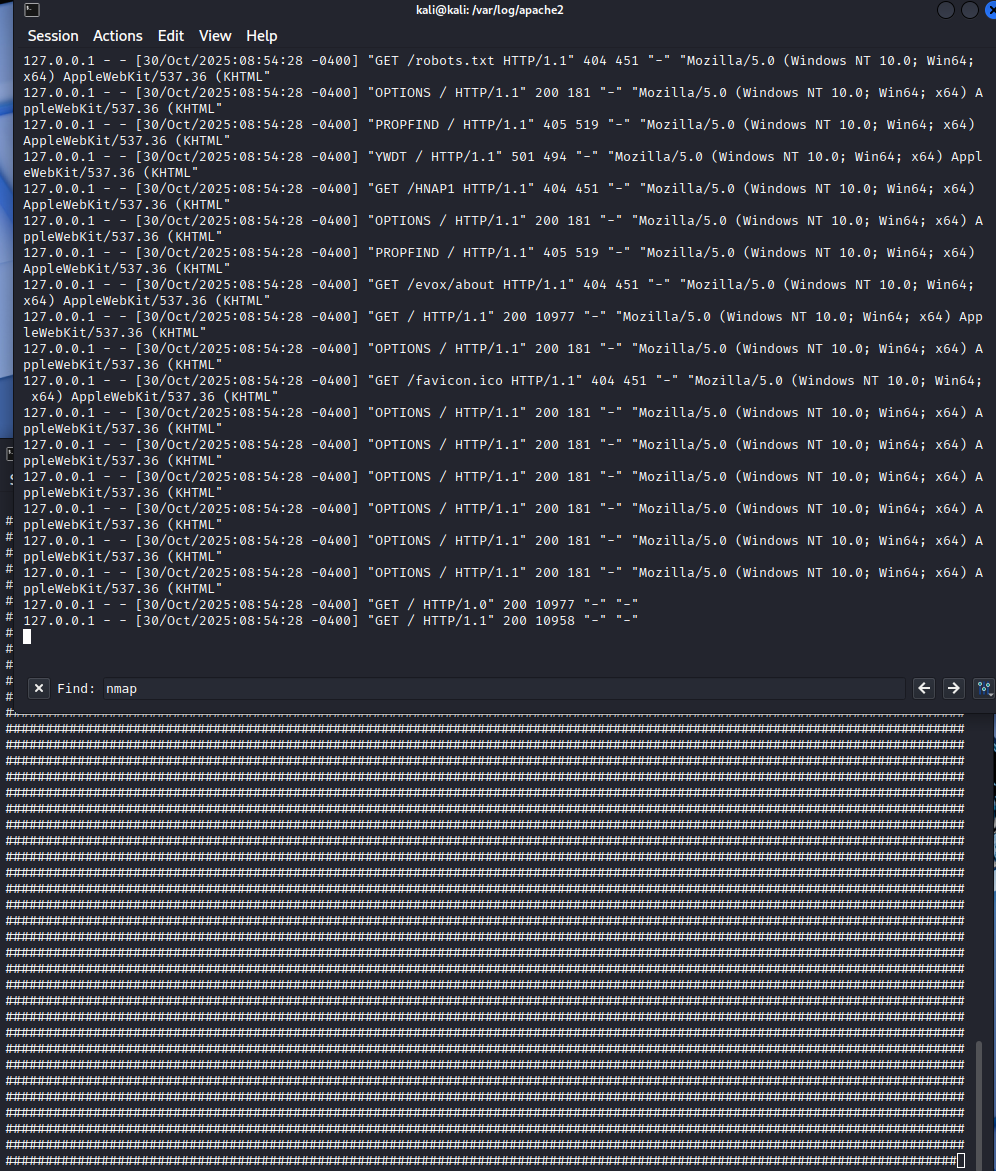 kali@kali: /var/log/apache2
Session Actions Edit View Help
127.0.0.1 - - [30/Oct/2025:08:54:28 -0400] "GET /robots.txt HTTP/1.1" 404 451 "-" "Mozilla/5.0 (Windows NT 10.0; Win64;
x64) AppleWebKit/537.36 (KHTML"
127.0.0.1 - - [30/Oct/2025:08:54:28 -0400] "OPTIONS / HTTP/1.1" 200 181 "-" "Mozilla/5.0 (Windows NT 10.0; Win64; x64) A
ppleWebKit/537.36 (KHTML"
127.0.0.1 - - [30/Oct/2025:08:54:28 -0400] "PROPFIND / HTTP/1.1" 405 519 "-" "Mozilla/5.0 (Windows NT 10.0; Win64; x64)
AppleWebKit/537.36 (KHTML"
127.0.0.1 - - [30/Oct/2025:08:54:28 -0400] "YWDT / HTTP/1.1" 501 494 "-" "Mozilla/5.0 (Windows NT 10.0; Win64; x64) Appl
eWebKit/537.36 (KHTML"
127.0.0.1 - - [30/Oct/2025:08:54:28 -0400] "GET /HNAP1 HTTP/1.1" 404 451 "-" "Mozilla/5.0 (Windows NT 10.0; Win64; x64)
AppleWebKit/537.36 (KHTML"
127.0.0.1 - - [30/Oct/2025:08:54:28 -0400] "OPTIONS / HTTP/1.1" 200 181 "-" "Mozilla/5.0 (Windows NT 10.0; Win64; x64) A
ppleWebKit/537.36 (KHTML"
127.0.0.1 - - [30/Oct/2025:08:54:28 -0400] "PROPFIND / HTTP/1.1" 405 519 "-" "Mozilla/5.0 (Windows NT 10.0; Win64; x64)
AppleWebKit/537.36 (KHTML"
127.0.0.1 - - [30/Oct/2025:08:54:28 -0400] "GET /evox/about HTTP/1.1" 404 451 "-" "Mozilla/5.0 (Windows NT 10.0; Win64;
x64) AppleWebKit/537.36 (KHTML"
127.0.0.1 - - [30/Oct/2025:08:54:28 -0400] "GET / HTTP/1.1" 200 10977 "-" "Mozilla/5.0 (Windows NT 10.0; Win64; x64) App
leWebKit/537.36 (KHTML"
127.0.0.1 - - [30/Oct/2025:08:54:28 -0400] "OPTIONS / HTTP/1.1" 200 181 "-" "Mozilla/5.0 (Windows NT 10.0; Win64; x64) A
ppleWebKit/537.36 (KHTML"
127.0.0.1 - - [30/Oct/2025:08:54:28 -0400] "GET /favicon.ico HTTP/1.1" 404 451 "-" "Mozilla/5.0 (Windows NT 10.0; Win64;
x64) AppleWebKit/537.36 (KHTML"
127.0.0.1 - - [30/Oct/2025:08:54:28 -0400] "OPTIONS / HTTP/1.1" 200 181 "-" "Mozilla/5.0 (Windows NT 10.0; Win64; x64) A
ppleWebKit/537.36 (KHTML"
127.0.0.1 - - [30/Oct/2025:08:54:28 -0400] "OPTIONS / HTTP/1.1" 200 181 "-" "Mozilla/5.0 (Windows NT 10.0; Win64; x64) A
ppleWebKit/537.36 (KHTML"
127.0.0.1 - - [30/Oct/2025:08:54:28 -0400] "OPTIONS / HTTP/1.1" 200 181 "-" "Mozilla/5.0 (Windows NT 10.0; Win64; x64) A
ppleWebKit/537.36 (KHTML"
127.0.0.1 - - [30/Oct/2025:08:54:28 -0400] "OPTIONS / HTTP/1.1" 200 181 "-" "Mozilla/5.0 (Windows NT 10.0; Win64; x64) A
ppleWebKit/537.36 (KHTML"
127.0.0.1 - - [30/Oct/2025:08:54:28 -0400] "OPTIONS / HTTP/1.1" 200 181 "-" "Mozilla/5.0 (Windows NT 10.0; Win64; x64) A
ppleWebKit/537.36 (KHTML"
127.0.0.1 - - [30/Oct/2025:08:54:28 -0400] "OPTIONS / HTTP/1.1" 200 181 "-" "Mozilla/5.0 (Windows NT 10.0; Win64; x64) A
ppleWebKit/537.36 (KHTML"
127.0.0.1 - - [30/Oct/2025:08:54:28 -0400] "GET / HTTP/1.0" 200 10977 "-" "-"
127.0.0.1 - - [30/Oct/2025:08:54:28 -0400] "GET / HTTP/1.1" 200 10958 "-" "-"
Find: nmap